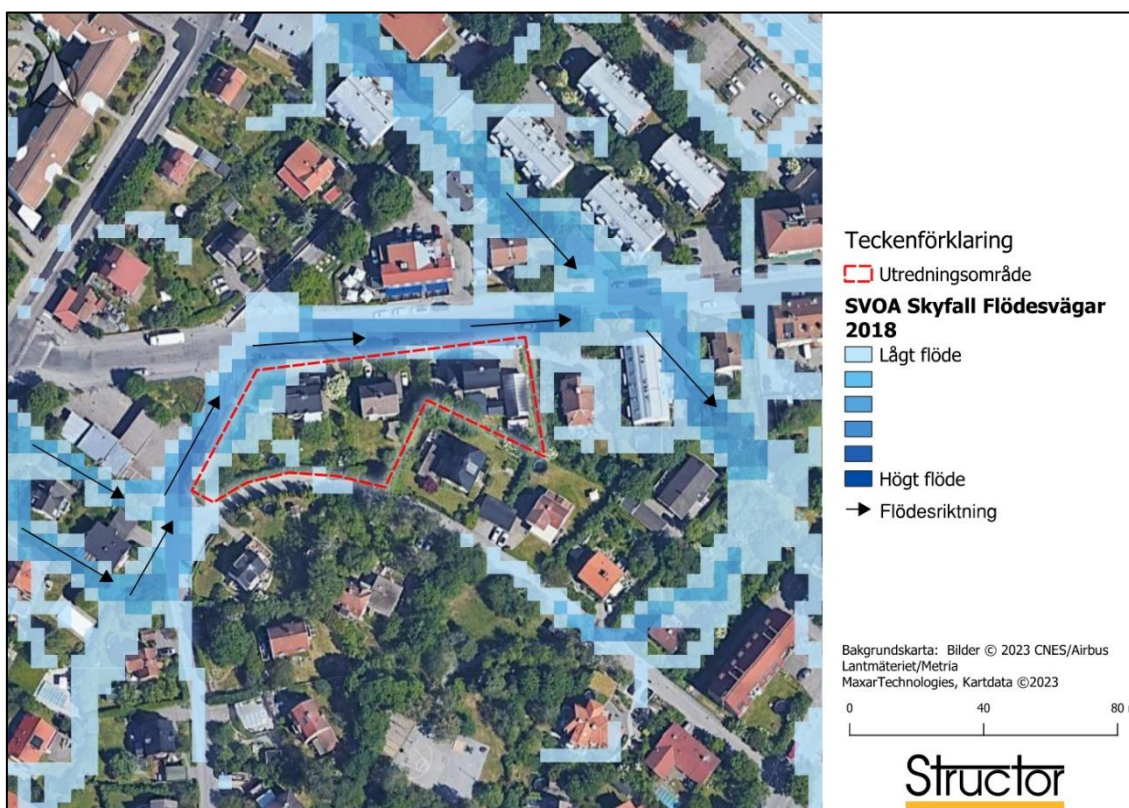 Teckenförklaring
Utredningsområde
SVOA Skyfall Flödesvägar
2018
Lågt flöde
Högt flöde
Flödesriktning
Bakgrundskarta: Bilder © 2023 CNES/Airbus
Lantmäteriet/Metria
MaxarTechnologies, Kartdata ©2023
0 40 80
Structor